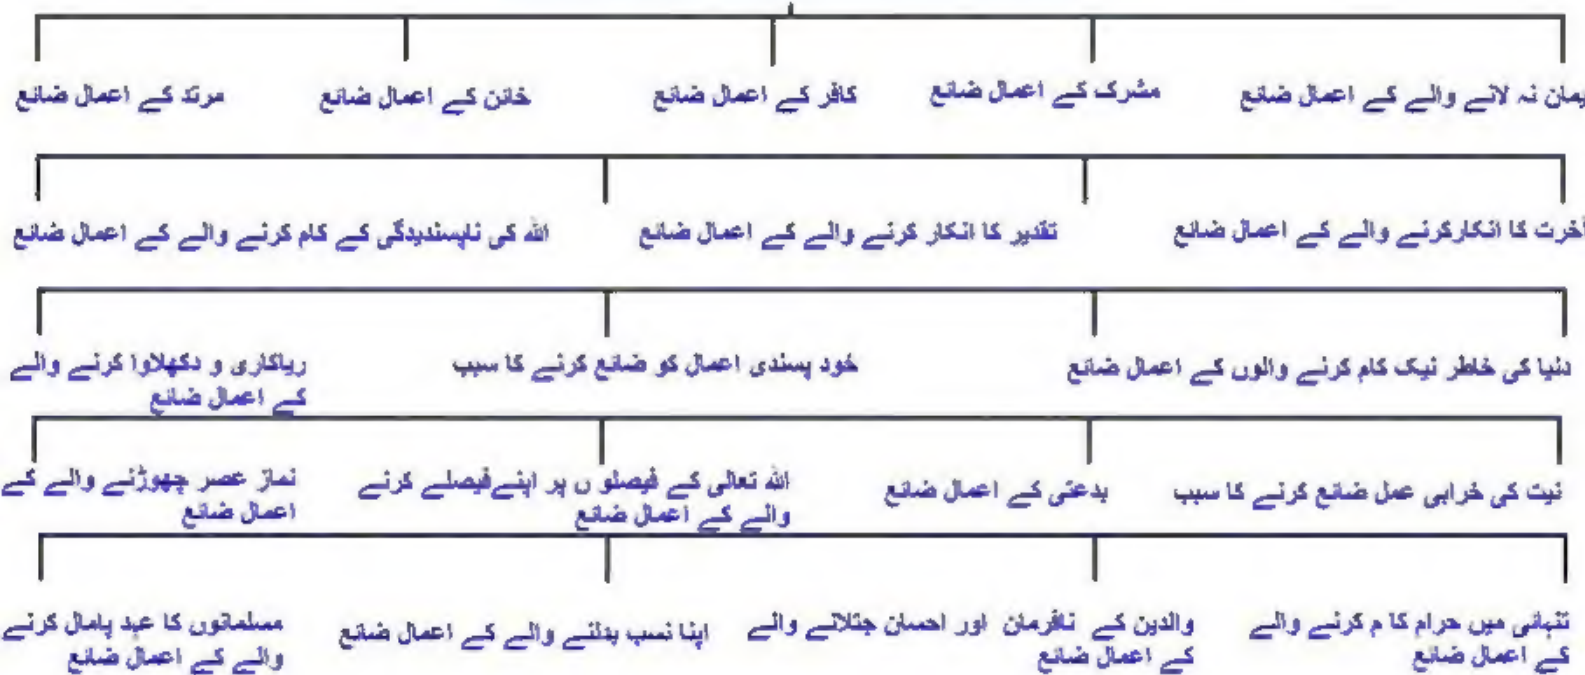 یمان نہ لانے والے کے اعمال ضائع
مشرک کے اعمال ضائع
کافر کے اعمال ضائع
خائن کے اعمال ضائع
مرتد کے اعمال ضائع
آخرت کا انکارکرنے والے کے اعمال ضائع
تقدیر کا انکار کرنے والے کے اعمال ضائع
اللہ کی ناپسندیدگی کے کام کرنے والے کے اعمال ضائع
دنیا کی خاطر نیک کام کرنے والوں کے اعمال ضائع
خود پسندی اعمال کو ضائع کرنے کا سبب
ریاکاری و دکھلاوا کرنے والے
کے اعمال ضائع
نیت کی خرابی عمل ضائع کرنے کا سبب
بدعتی کے اعمال ضائع
اللہ تعالی کے فیصلو ں پر اپنےفیصلے کرنے
والے کے اعمال ضائع
نماز عصر چھوڑنے والے کے
اعمال ضائع
تنہائی میں حرام کا م کرنے والے
کے اعمال ضائع
والدین کے نافرمان اور احسان جتلانے والے
کے اعمال ضائع
اپنا نسب بدلنے والے کے اعمال ضائع
مسلمانوں کا عہد پامال کرنے
والے کے اعمال ضائع